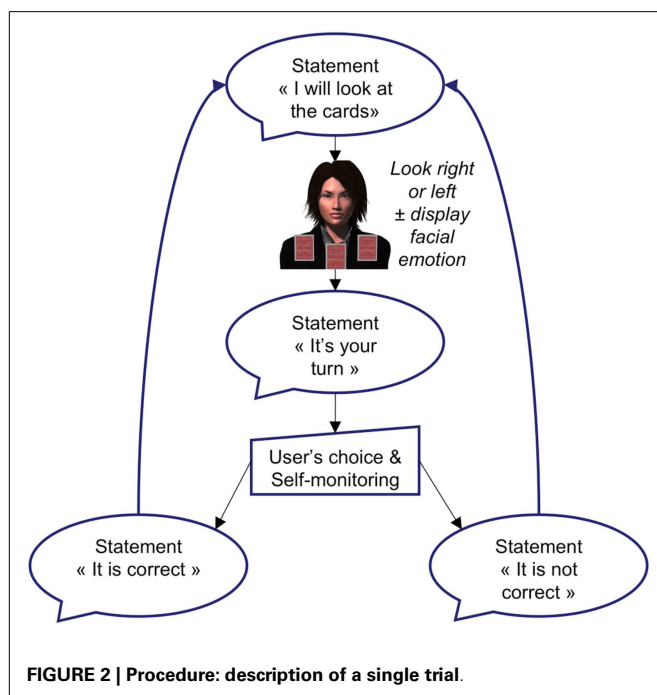 Statement
« I will look at
the cards»
Look right
or left
± display
facial
emotion
Statement
« It's your
turn »
User's choice &
Self-monitoring
Statement
« It is correct »
Statement
« It is not
correct »
FIGURE 2 | Procedure: description of a single trial.